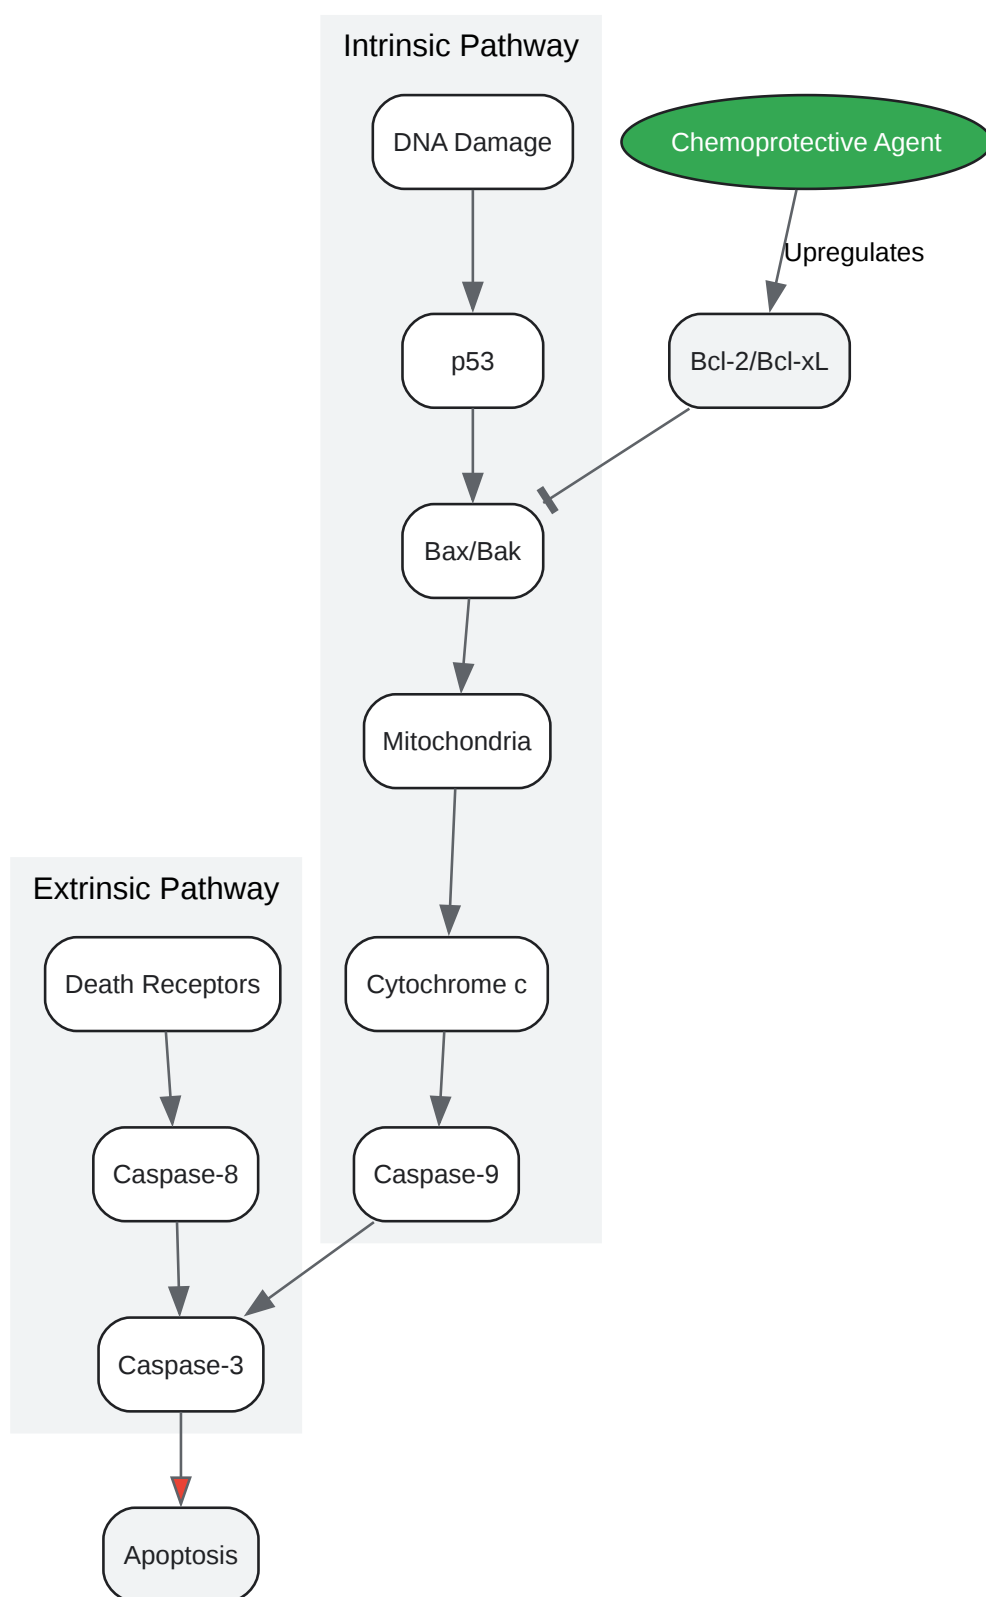 Intrinsic Pathway
DNA Damage
Chemoprotective Agent
Upregulates
p53
Bcl-2/Bcl-xL
Bax/Bak
Mitochondria
Extrinsic Pathway
Death Receptors
Cytochrome c
Caspase-8
Caspase-9
Caspase-3
Apoptosis